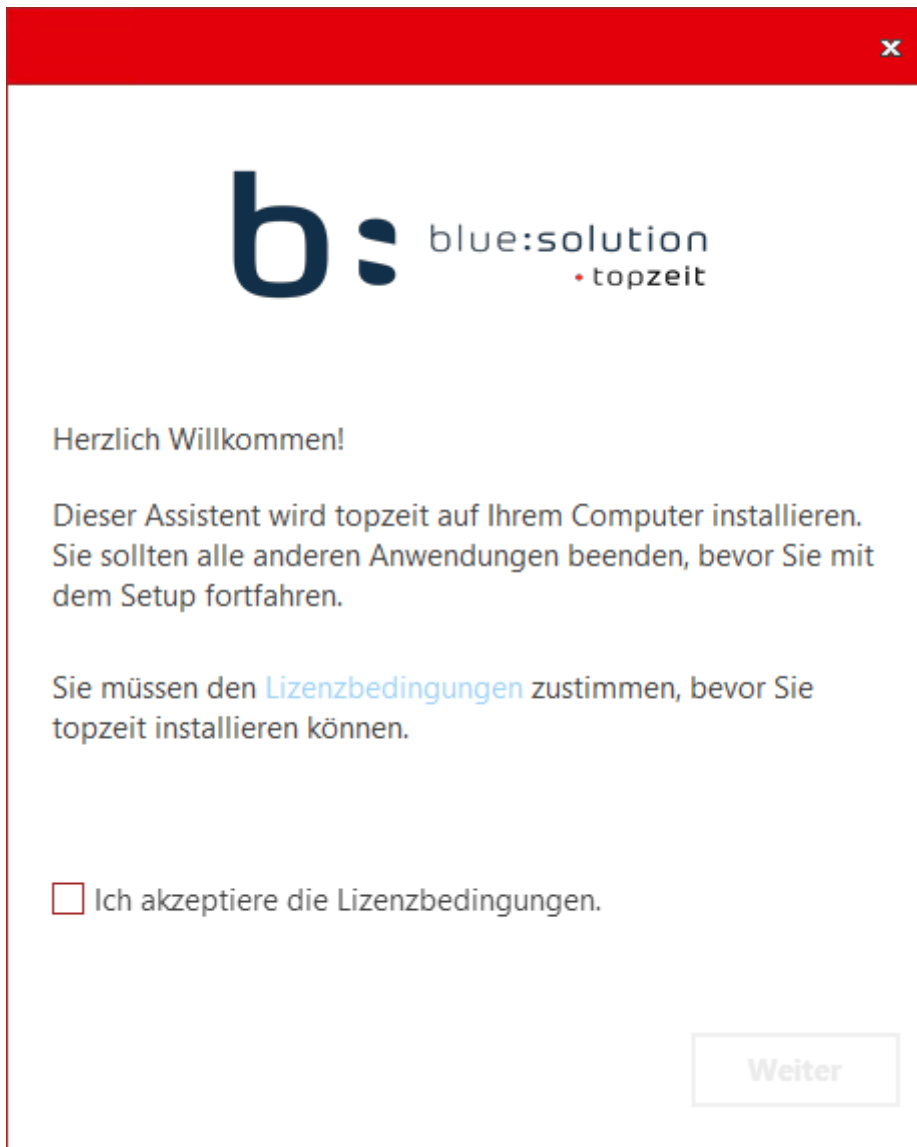 b:
blue:solution
topzeit
Herzlich Willkommen!
Dieser Assistent wird topzeit auf Ihrem Computer installieren.
Sie sollten alle anderen Anwendungen beenden, bevor Sie mit
dem Setup fortfahren.
Sie müssen den Lizenzbedingungen zustimmen, bevor Sie
topzeit installieren können.
Ich akzeptiere die Lizenzbedingungen.
Weiter